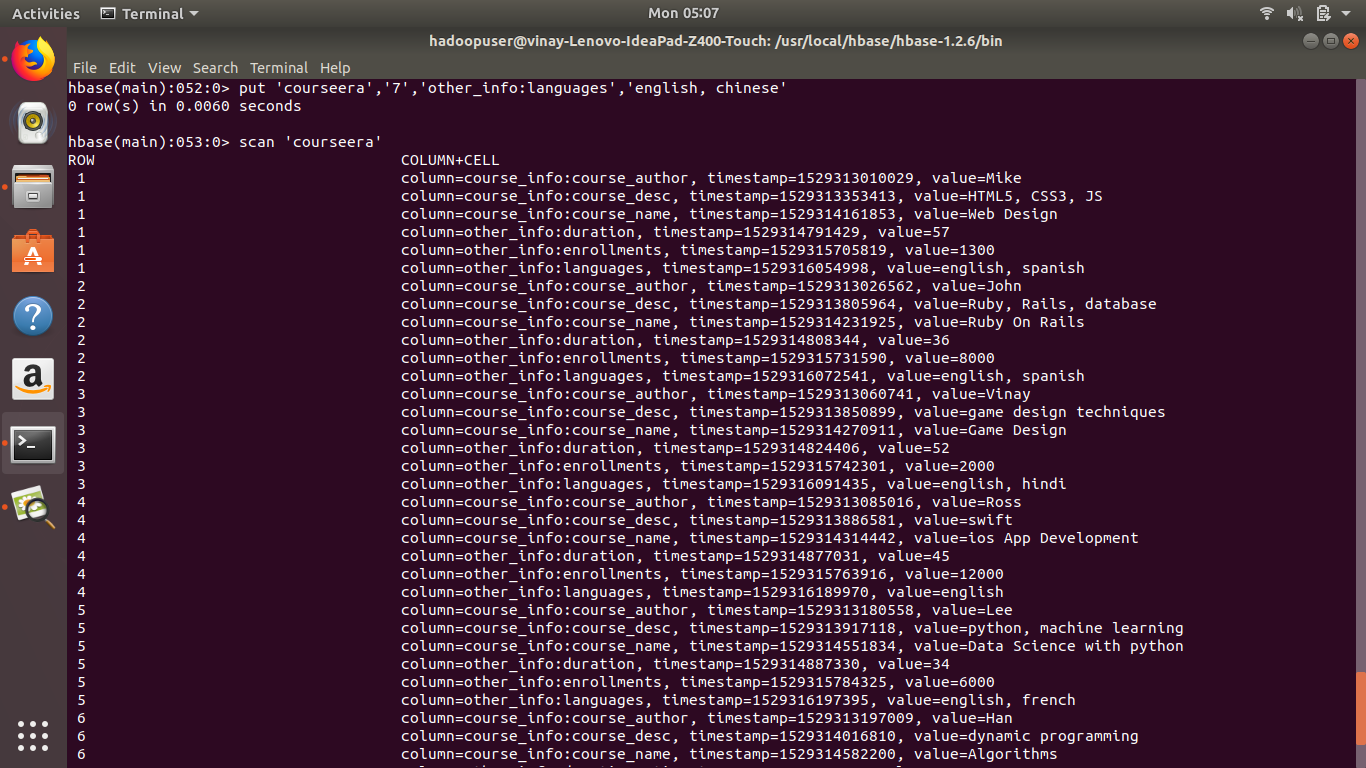 Activities Terminal Mon 05:07
hadoopuser@vinay-Lenovo-IdeaPad-Z400-Touch: /usr/local/hbase/hbase-1.2.6/bin
File Edit View Search Terminal Help
hbase(main):052:0> put 'courseera','7','other_info:languages','english, chinese'
0 row(s) in 0.0060 seconds
hbase(main):053:0> scan 'courseera'
ROW COLUMN+CELL
1 column=course_info:course_author, timestamp=1529313010029, value=Mike
1 column=course_info:course_desc, timestamp=1529313353413, value=HTML5, CSS3, JS
1 column=course_info:course_name, timestamp=1529314161853, value=Web Design
1 column=other_info:duration, timestamp=1529314791429, value=57
1 column=other_info:enrollments, timestamp=1529315705819, value=1300
1 column=other_info:languages, timestamp=1529316054998, value=english, spanish
2 column=course_info:course_author, timestamp=1529313026562, value=John
2 column=course_info:course_desc, timestamp=1529313805964, value=Ruby, Rails, database
2 column=course_info:course_name, timestamp=1529314231925, value=Ruby On Rails
2 column=other_info:duration, timestamp=1529314808344, value=36
2 column=other_info:enrollments, timestamp=1529315731590, value=8000
2 column=other_info:languages, timestamp=1529316072541, value=english, spanish
3 column=course_info:course_author, timestamp=1529313060741, value=Vinay
3 column=course_info:course_desc, timestamp=1529313850899, value=game design techniques
3 column=course_info:course_name, timestamp=1529314270911, value=Game Design
3 column=other_info:duration, timestamp=1529314824406, value=52
3 column=other_info:enrollments, timestamp=1529315742301, value=2000
3 column=other_info:languages, timestamp=1529316091435, value=english, hindi
4 column=course_info:course_author, timestamp=1529313085016, value=Ross
4 column=course_info:course_desc, timestamp=1529313886581, value=swift
4 column=course_info:course_name, timestamp=1529314314442, value=ios App Development
4 column=other_info:duration, timestamp=1529314877031, value=45
4 column=other_info:enrollments, timestamp=1529315763916, value=12000
4 column=other_info:languages, timestamp=1529316189970, value=english
5 column=course_info:course_author, timestamp=1529313180558, value=Lee
5 column=course_info:course_desc, timestamp=1529313917118, value=python, machine learning
5 column=course_info:course_name, timestamp=1529314551834, value=Data Science with python
5 column=other_info:duration, timestamp=1529314887330, value=34
5 column=other_info:enrollments, timestamp=1529315784325, value=6000
5 column=other_info:languages, timestamp=1529316197395, value=english, french
6 column=course_info:course_author, timestamp=1529313197009, value=Han
6 column=course_info:course_desc, timestamp=1529314016810, value=dynamic programming
6 column=course_info:course_name, timestamp=1529314582200, value=Algorithms